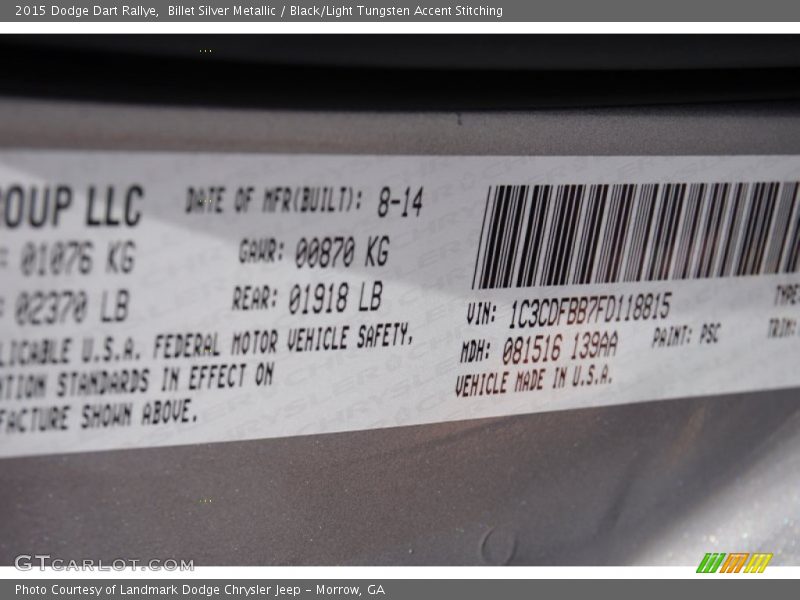 2015 Dodge Dart Rallye,  Billet Silver Metallic / Black/Light Tungsten Accent Stitching
ROUP LLC
DATE OF MFR(BUILT): 8-14
: 01076 KG
GAWR: 00870 KG
: 02370 LB
REAR: 01918 LB
LICABLE U.S.A. FEDERAL MOTOR VEHICLE SAFETY,
TION STANDARDS IN EFFECT ON
FACTURE SHOWN ABOVE.
VIN: 1C3CDFBB7FD118815
TYPE
MDH: 081516 139AA
PAINT: PSC
TRIM:
VEHICLE MADE IN U.S.A.
GTCARLOT.COM
Photo Courtesy of Landmark Dodge Chrysler Jeep – Morrow, GA